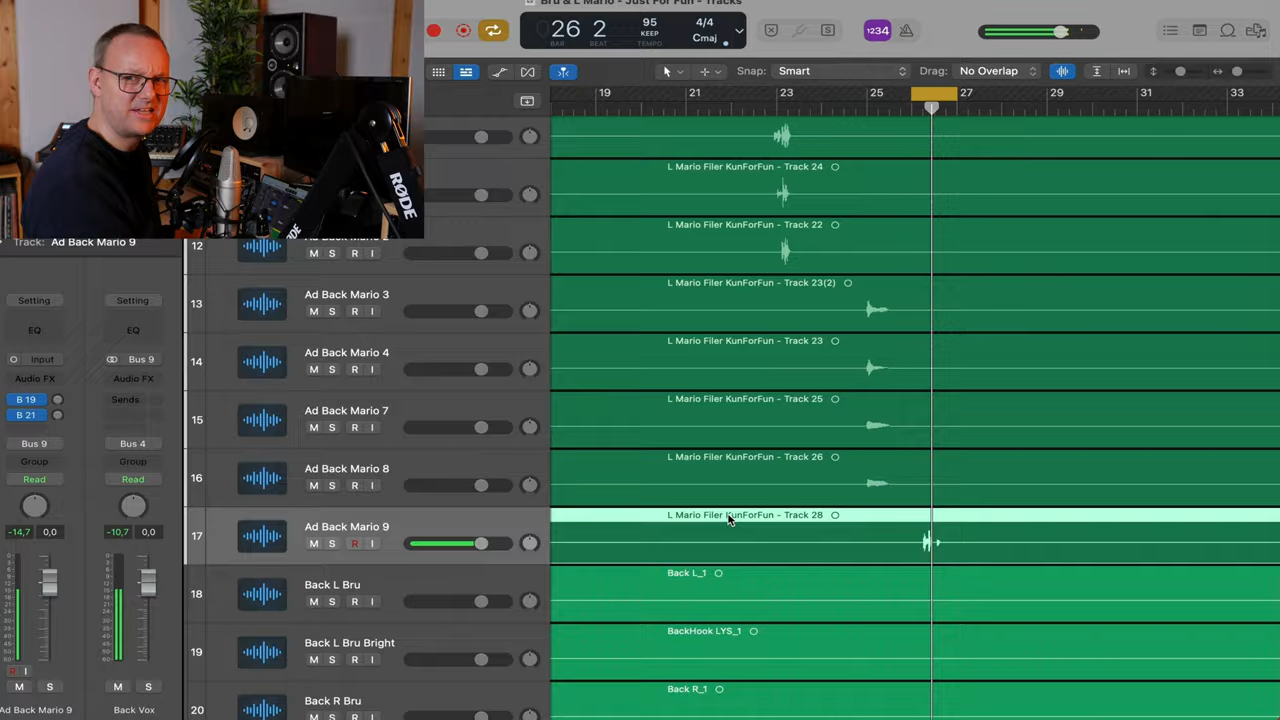 Bru & L Mario - Just For Fun - Tracks
26 2 95 4/4
KEEP Cmaj
BAR BEAT TEMPO
1234
Snap: Smart Drag: No Overlap
19 21 23 25 27 29 31 33
RØDE
RØDE
L Mario Filer KunForFun - Track 24
L Mario Filer KunForFun - Track 22
Track: Ad Back Mario 9
12 M S R I
L Mario Filer KunForFun - Track 23(2)
13 Ad Back Mario 3
M S R I
L Mario Filer KunForFun - Track 23
14 Ad Back Mario 4
M S R I
L Mario Filer KunForFun - Track 25
15 Ad Back Mario 7
M S R I
L Mario Filer KunForFun - Track 26
16 Ad Back Mario 8
M S R I
L Mario Filer KunForFun - Track 28
17 Ad Back Mario 9
M S R I
Back L_1
18 Back L Bru
M S R I
BackHook LYS_1
19 Back L Bru Bright
M S R I
Back R_1
20 Back R Bru
M S R I
Setting Setting
EQ EQ
Input Bus 9
Audio FX Audio FX
B 19 Sends
B 21
Bus 9 Bus 4
Group Group
Read Read
-14,7 0,0 -10,7 0,0
R I
M S M S
Ad Back Mario 9 Back Vox